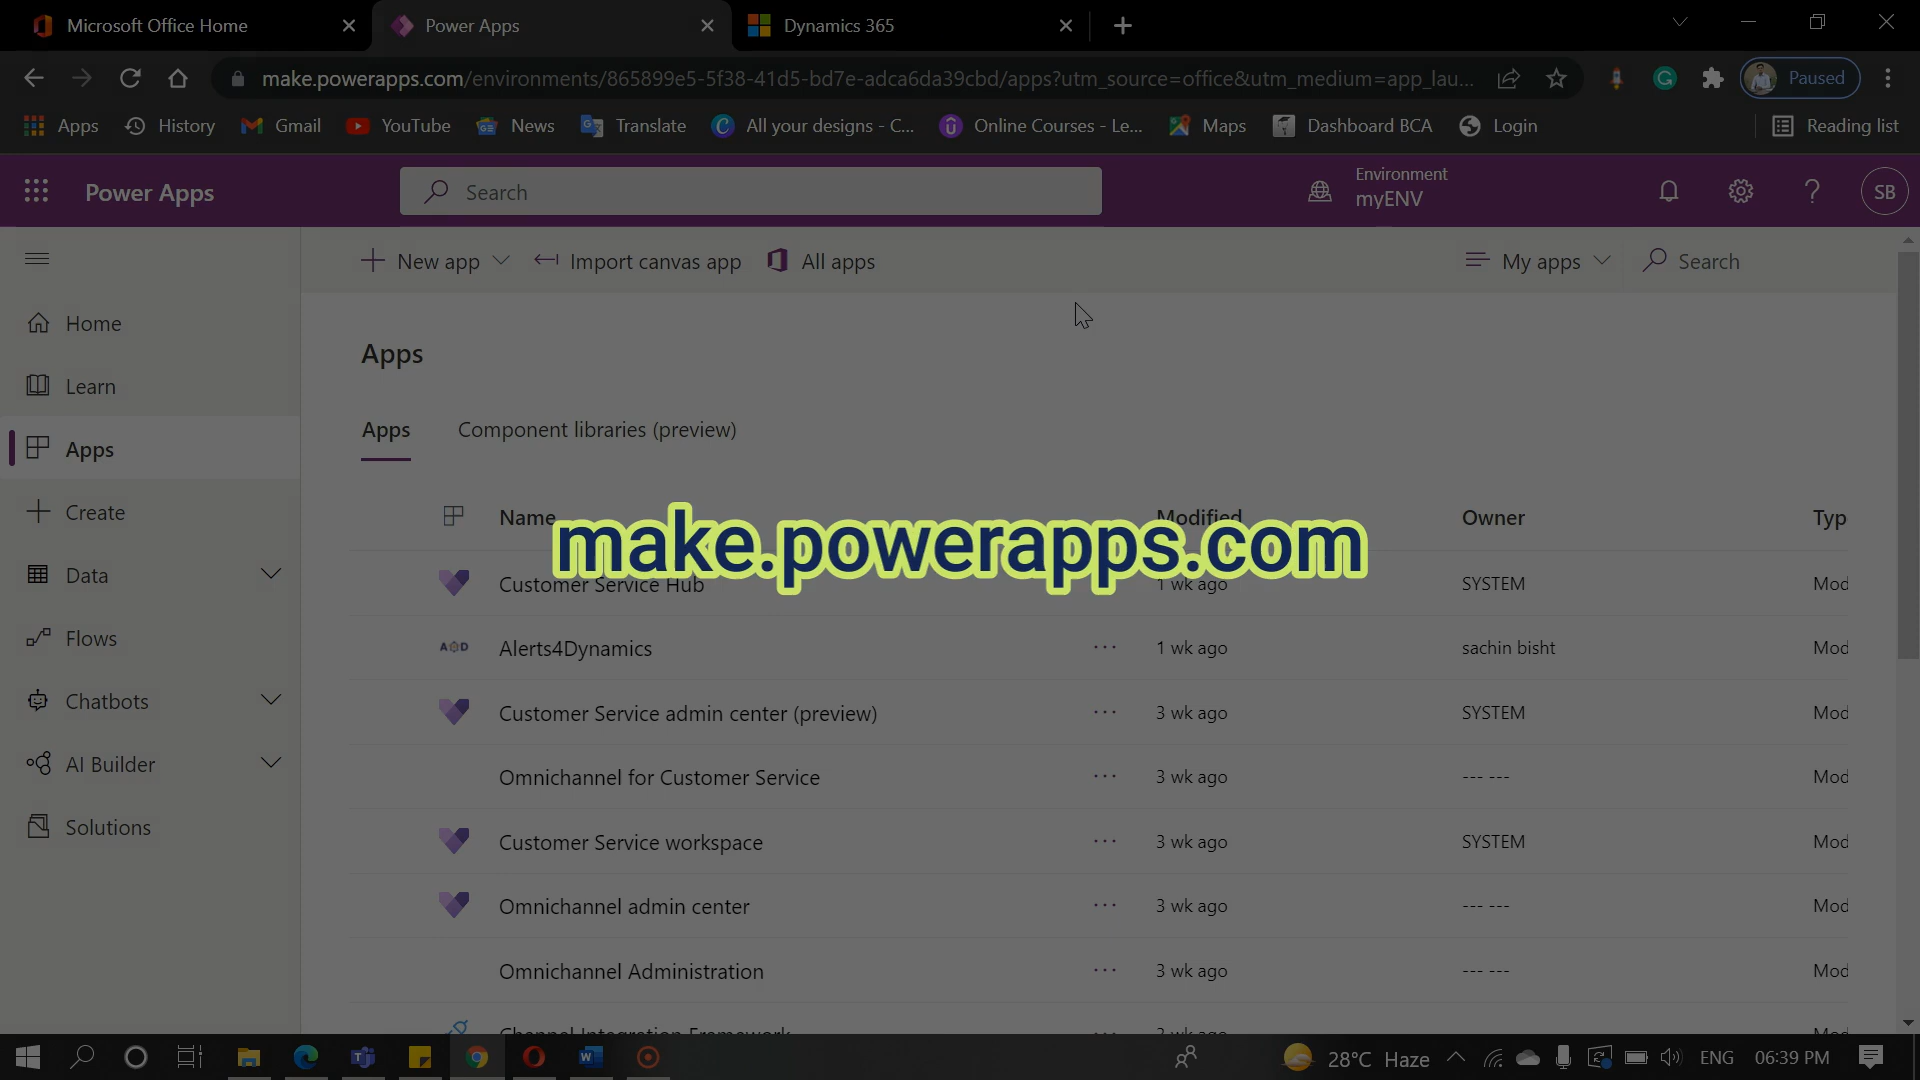 Microsoft Office Home
Power Apps
Dynamics 365
make.powerapps.com/environments/865899e5-5f38-41d5-bd7e-adca6da39cbd/apps?utm_source=office&utm_medium=app_lau...
Paused
Apps
History
Gmail
YouTube
News
Translate
All your designs - C...
Online Courses - Le...
Maps
Dashboard BCA
Login
Reading list
Power Apps
Search
Environment
myENV
SB
New app
Import canvas app
All apps
My apps
Search
Home
Learn
Apps
Create
Data
Flows
Chatbots
AI Builder
Solutions
Apps
Apps
Component libraries (preview)
Name
Modified
Owner
Typ
make.powerapps.com
Customer Service Hub
1 wk ago
SYSTEM
Mod
Alerts4Dynamics
1 wk ago
sachin bisht
Mod
Customer Service admin center (preview)
3 wk ago
SYSTEM
Mod
Omnichannel for Customer Service
3 wk ago
--- ---
Mod
Customer Service workspace
3 wk ago
SYSTEM
Mod
Omnichannel admin center
3 wk ago
--- ---
Mod
Omnichannel Administration
3 wk ago
--- ---
Mod
Channel Integration Framework
3 wk ago
Mod
28°C Haze
ENG
06:39 PM